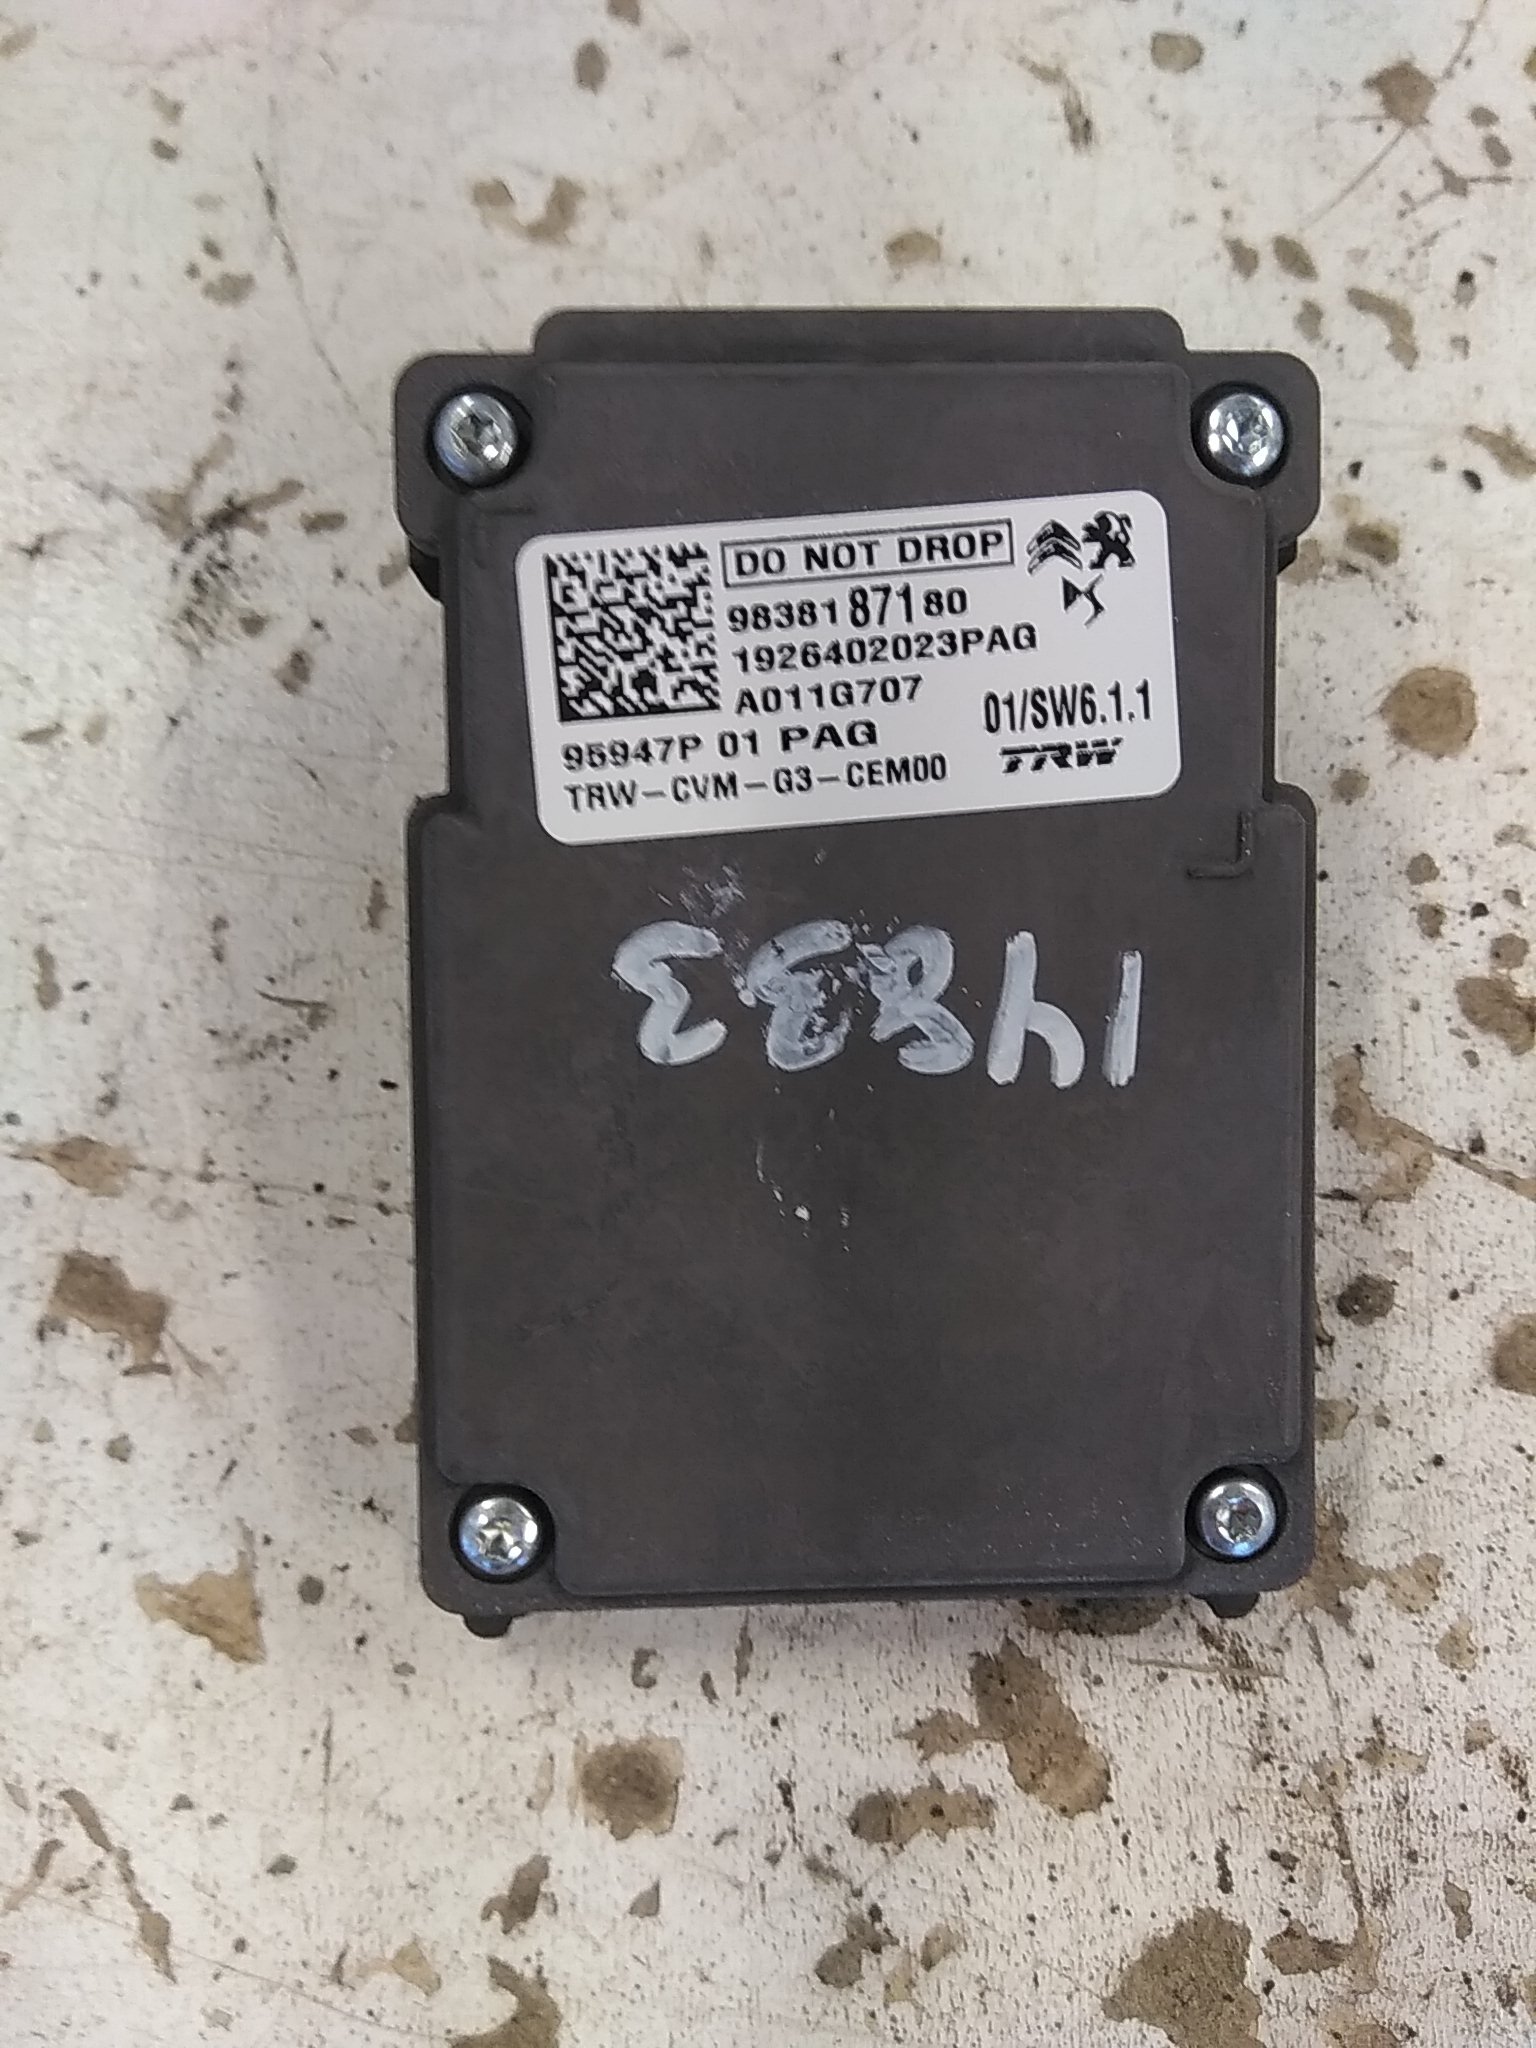 DO NOT DROP
9838187180
1926402023PAG
A011G707
01/SW6.1.1
95947P 01 PAG
TRW
TRW-CVM-G3-CEM00
14833